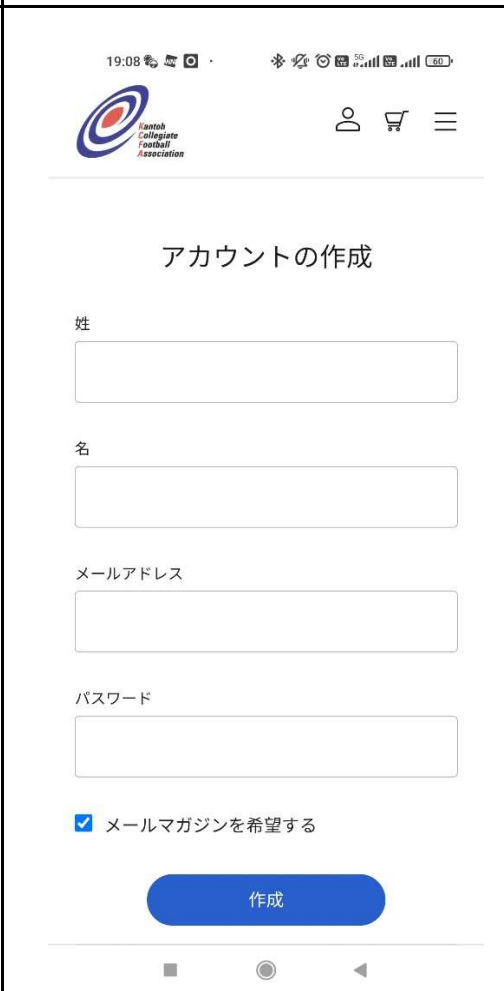 19:08
5G
60
Kantoh
Collegiate
Football
Association
アカウントの作成
姓
名
メールアドレス
パスワード
メールマガジンを希望する
作成